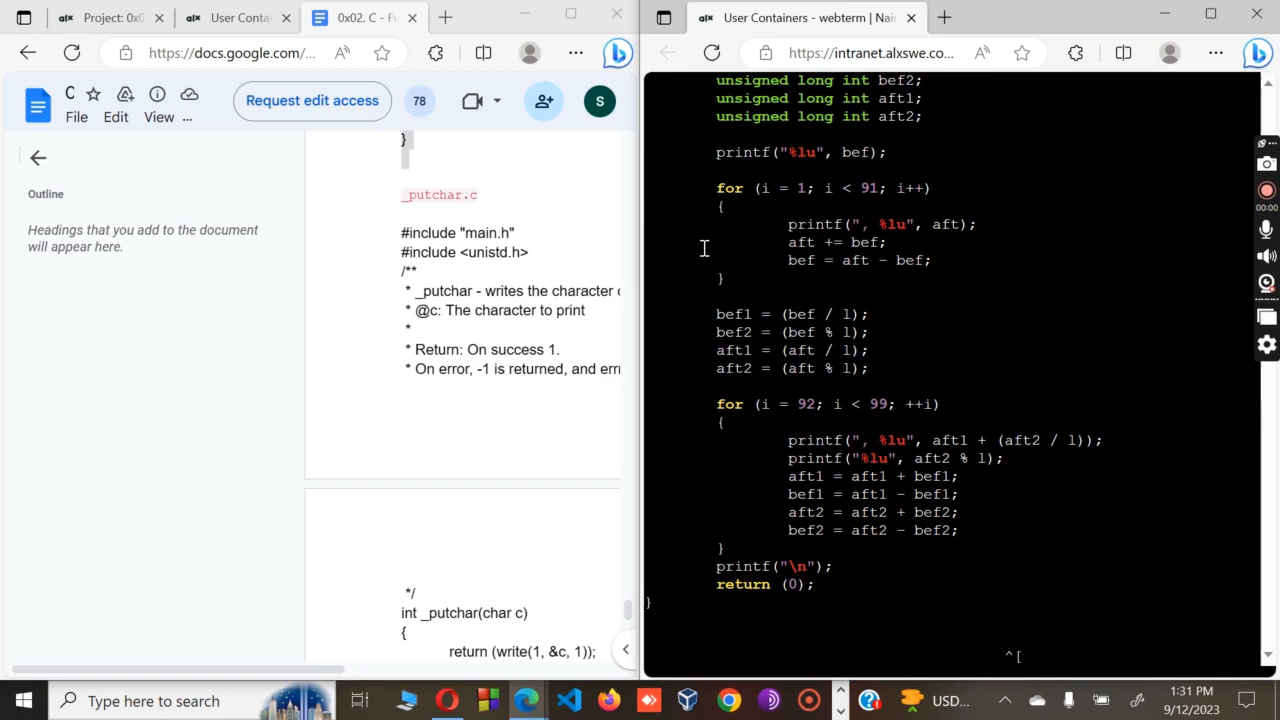 Project: 0x0
User Contai
0x02. C - Fu
https://docs.google.com/...
C
File Edit View ...
Request edit access
78
S
Outline
Headings that you add to the document
will appear here.
}
_putchar.c
#include "main.h"
#include <unistd.h>
/**
* _putchar - writes the character c
* @c: The character to print
*
* Return: On success 1.
* On error, -1 is returned, and errn
*/
int _putchar(char c)
{
return (write(1, &c, 1));
User Containers - webterm | Nair
https://intranet.alxswe.co...
unsigned long int bef2;
unsigned long int aft1;
unsigned long int aft2;
printf("%lu", bef);
for (i = 1; i < 91; i++)
{
printf(", %lu", aft);
aft += bef;
bef = aft - bef;
}
bef1 = (bef / l);
bef2 = (bef % l);
aft1 = (aft / l);
aft2 = (aft % l);
for (i = 92; i < 99; ++i)
{
printf(", %lu", aft1 + (aft2 / l));
printf("%lu", aft2 % l);
aft1 = aft1 + bef1;
bef1 = aft1 - bef1;
aft2 = aft2 + bef2;
bef2 = aft2 - bef2;
}
printf("\n");
return (0);
}
^[
00:00
Type here to search
USD...
1:31 PM
9/12/2023